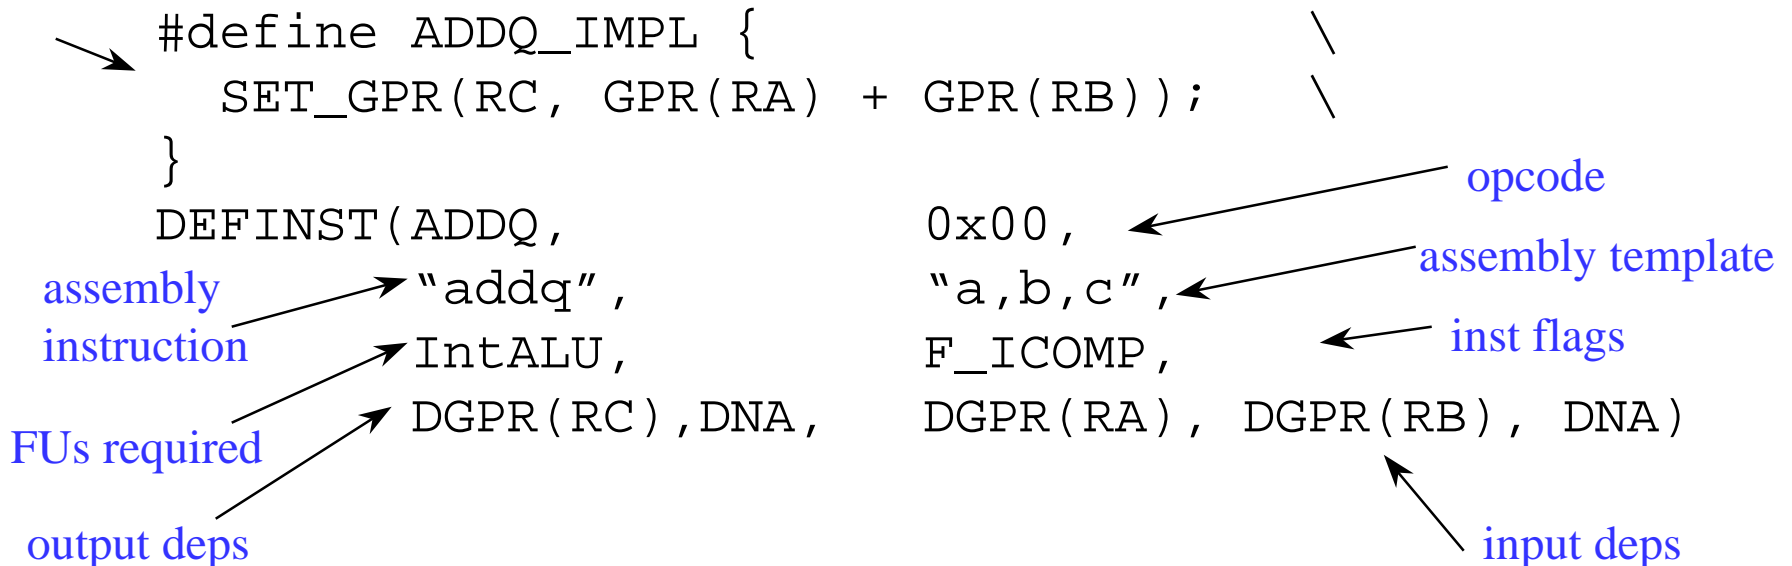 #define ADDQ_IMPL { \
SET_GPR(RC, GPR(RA) + GPR(RB)); \
}
opcode
DEFINST(ADDQ, 0x00,
assembly template
assembly
instruction
“addq”, “a,b,c”,
inst flags
IntALU, F_ICOMP,
FUs required
DGPR(RC),DNA, DGPR(RA), DGPR(RB), DNA)
output deps
input deps